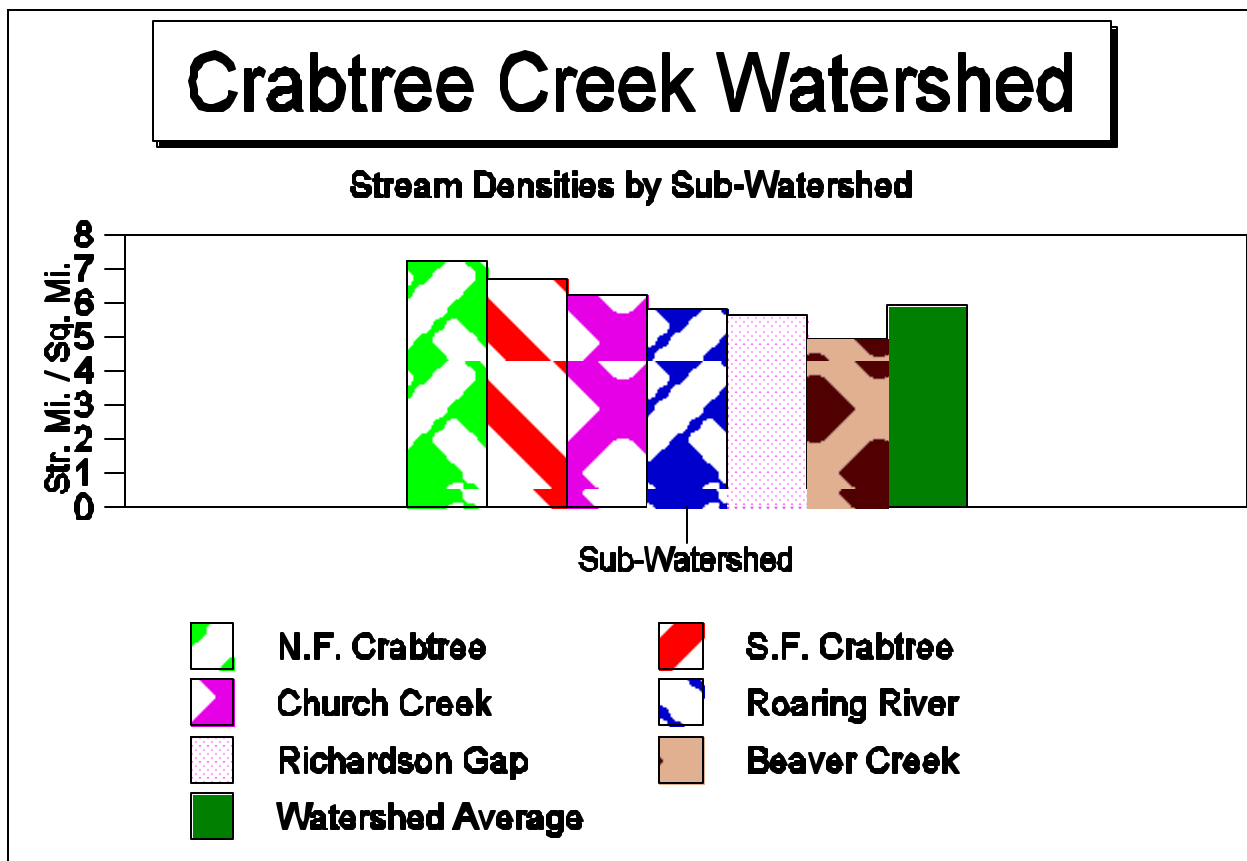 Crabtree Creek Watershed
Stream Densities by Sub-Watershed
Str. Mi. / Sq. Mi.
8
7
6
5
4
3
2
1
0
Sub-Watershed
N.F. Crabtree
S.F. Crabtree
Church Creek
Roaring River
Richardson Gap
Beaver Creek
Watershed Average